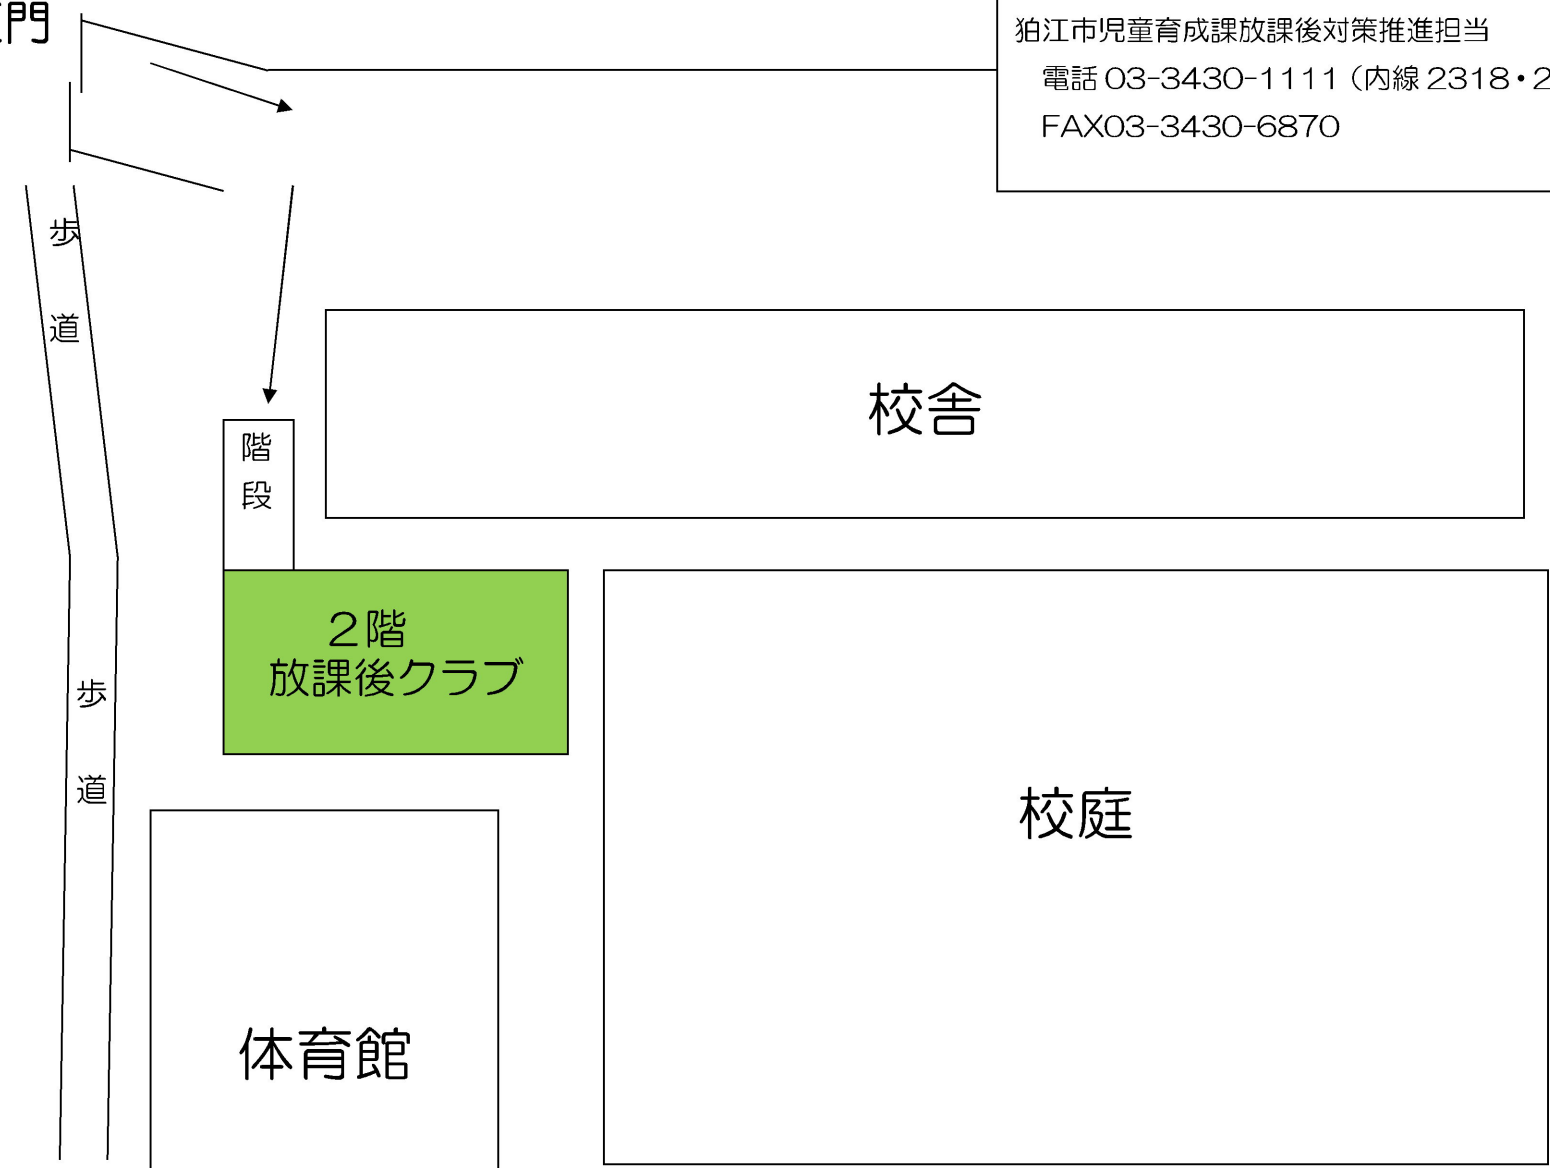 門
狛江市児童育成課放課後対策推進担当
電話 03-3430-1111（内線 2318・2
FAX03-3430-6870
歩道
校舎
階段
２階
放課後クラブ
歩道
校庭
体育館